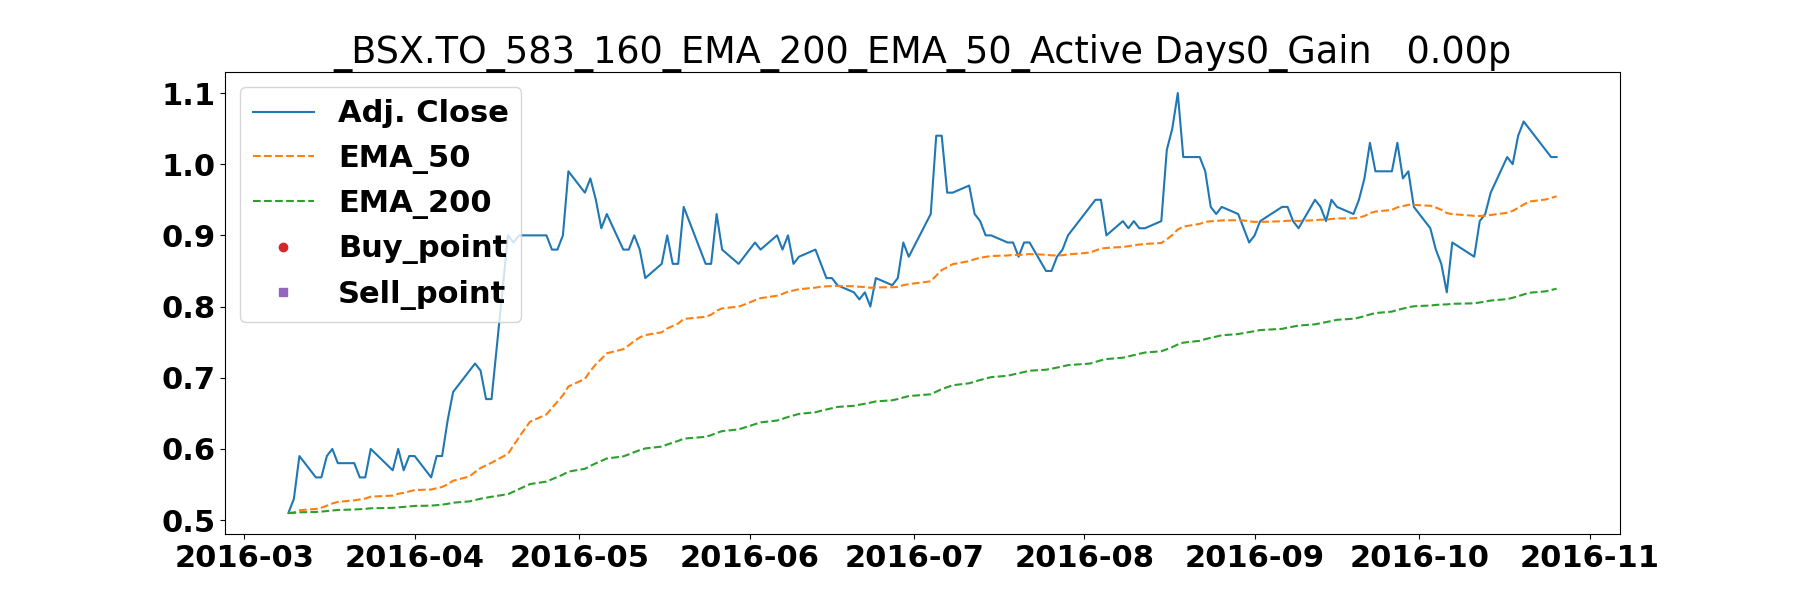 _BSX.TO_583_160_EMA_200_EMA_50_Active Days0_Gain   0.00p
1.1
1.0
0.9
0.8
0.7
0.6
0.5
Adj. Close
EMA_50
EMA_200
Buy_point
Sell_point
2016-03 2016-04 2016-05 2016-06 2016-07 2016-08 2016-09 2016-10 2016-11